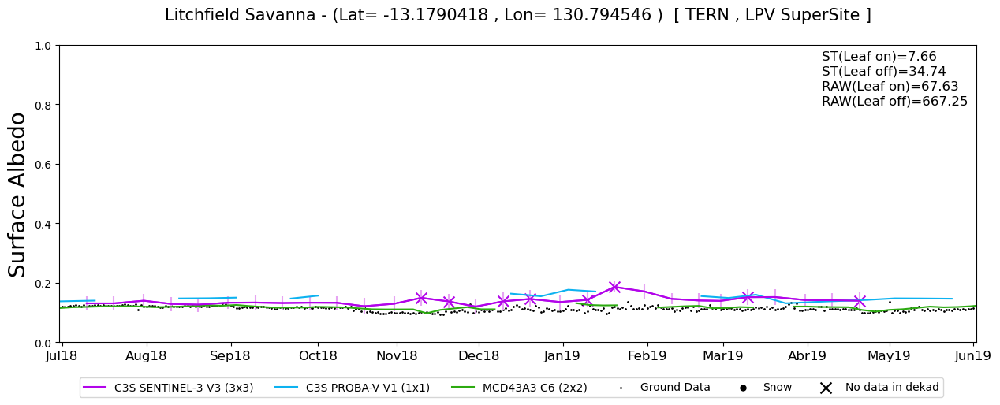 Litchfield Savanna - (Lat= -13.1790418 , Lon= 130.794546 )  [ TERN , LPV SuperSite ]
ST(Leaf on)=7.66
ST(Leaf off)=34.74
RAW(Leaf on)=67.63
RAW(Leaf off)=667.25
Surface Albedo
1.0
0.8
0.6
0.4
0.2
0.0
Jul18 Aug18 Sep18 Oct18 Nov18 Dec18 Jan19 Feb19 Mar19 Abr19 May19 Jun19
C3S SENTINEL-3 V3 (3x3) C3S PROBA-V V1 (1x1) MCD43A3 C6 (2x2) Ground Data Snow No data in dekad